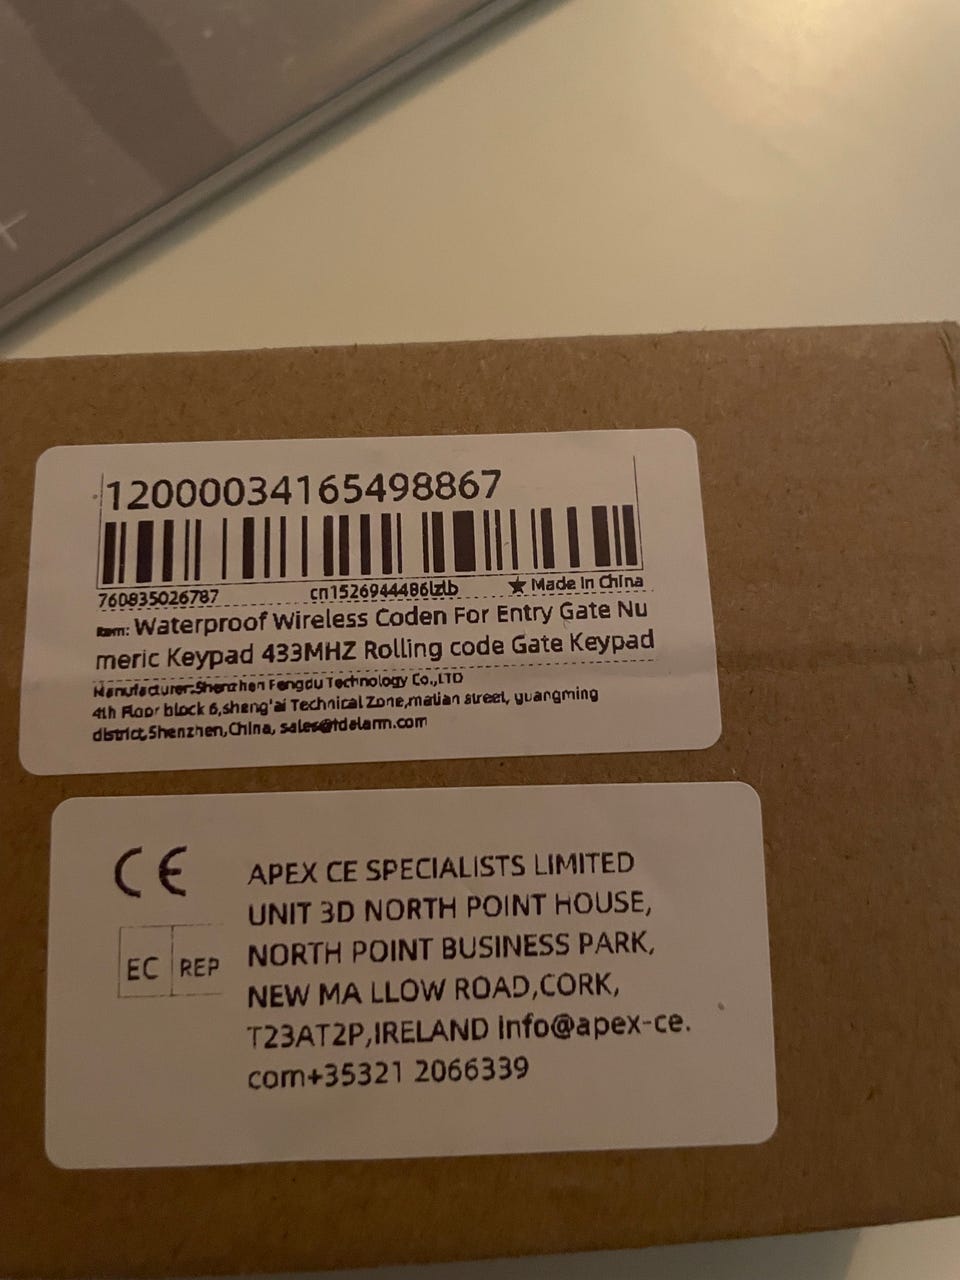 12000034165498867
760835026787 cn1526944486lzlb ★ Made In China
Item: Waterproof Wireless Coden For Entry Gate Nu
meric Keypad 433MHZ Rolling code Gate Keypad
Manufacturer:Shenzhen Fengdu Technology Co.,LTD
4th Floor block 6,sheng'ai Technical Zone,matian street, yuangming
district,Shenzhen,China, sales@fdalarm.com
CE
EC REP
APEX CE SPECIALISTS LIMITED
UNIT 3D NORTH POINT HOUSE,
NORTH POINT BUSINESS PARK,
NEW MA LLOW ROAD,CORK,
T23AT2P,IRELAND info@apex-ce.
com+35321 2066339